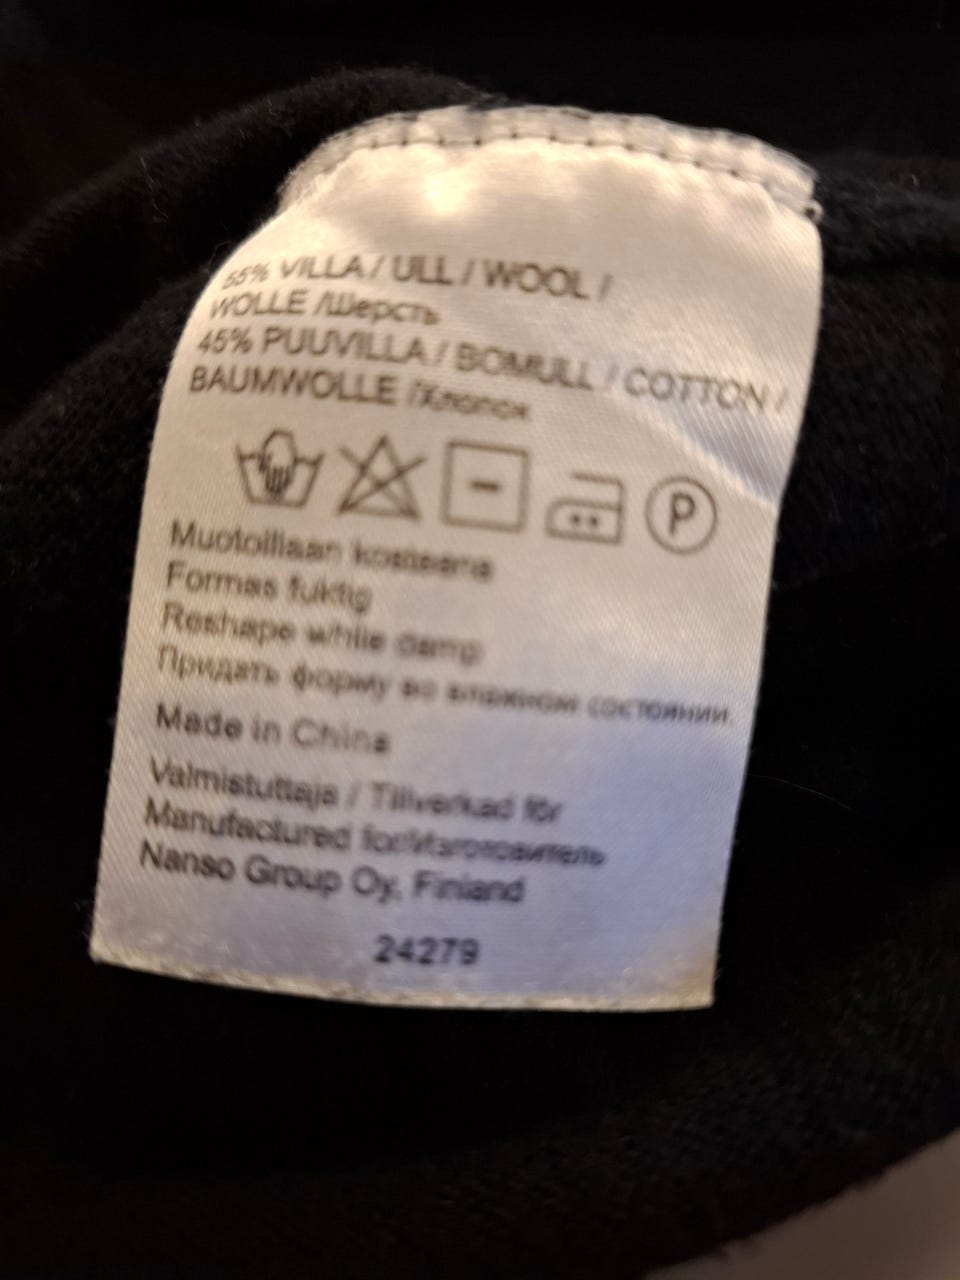 55% VILLA / ULL / WOOL /
WOLLE /Шерсть
45% PUUVILLA / BOMULL / COTTON /
BAUMWOLLE /Хлопок
P
Muotoillaan kosteana
Formas fuktig
Reshape while damp
Придать форму во влажном состоянии.
Made in China
Valmistuttaja / Tillverkad för
Manufactured for/Изготовитель
Nanso Group Oy, Finland
24279